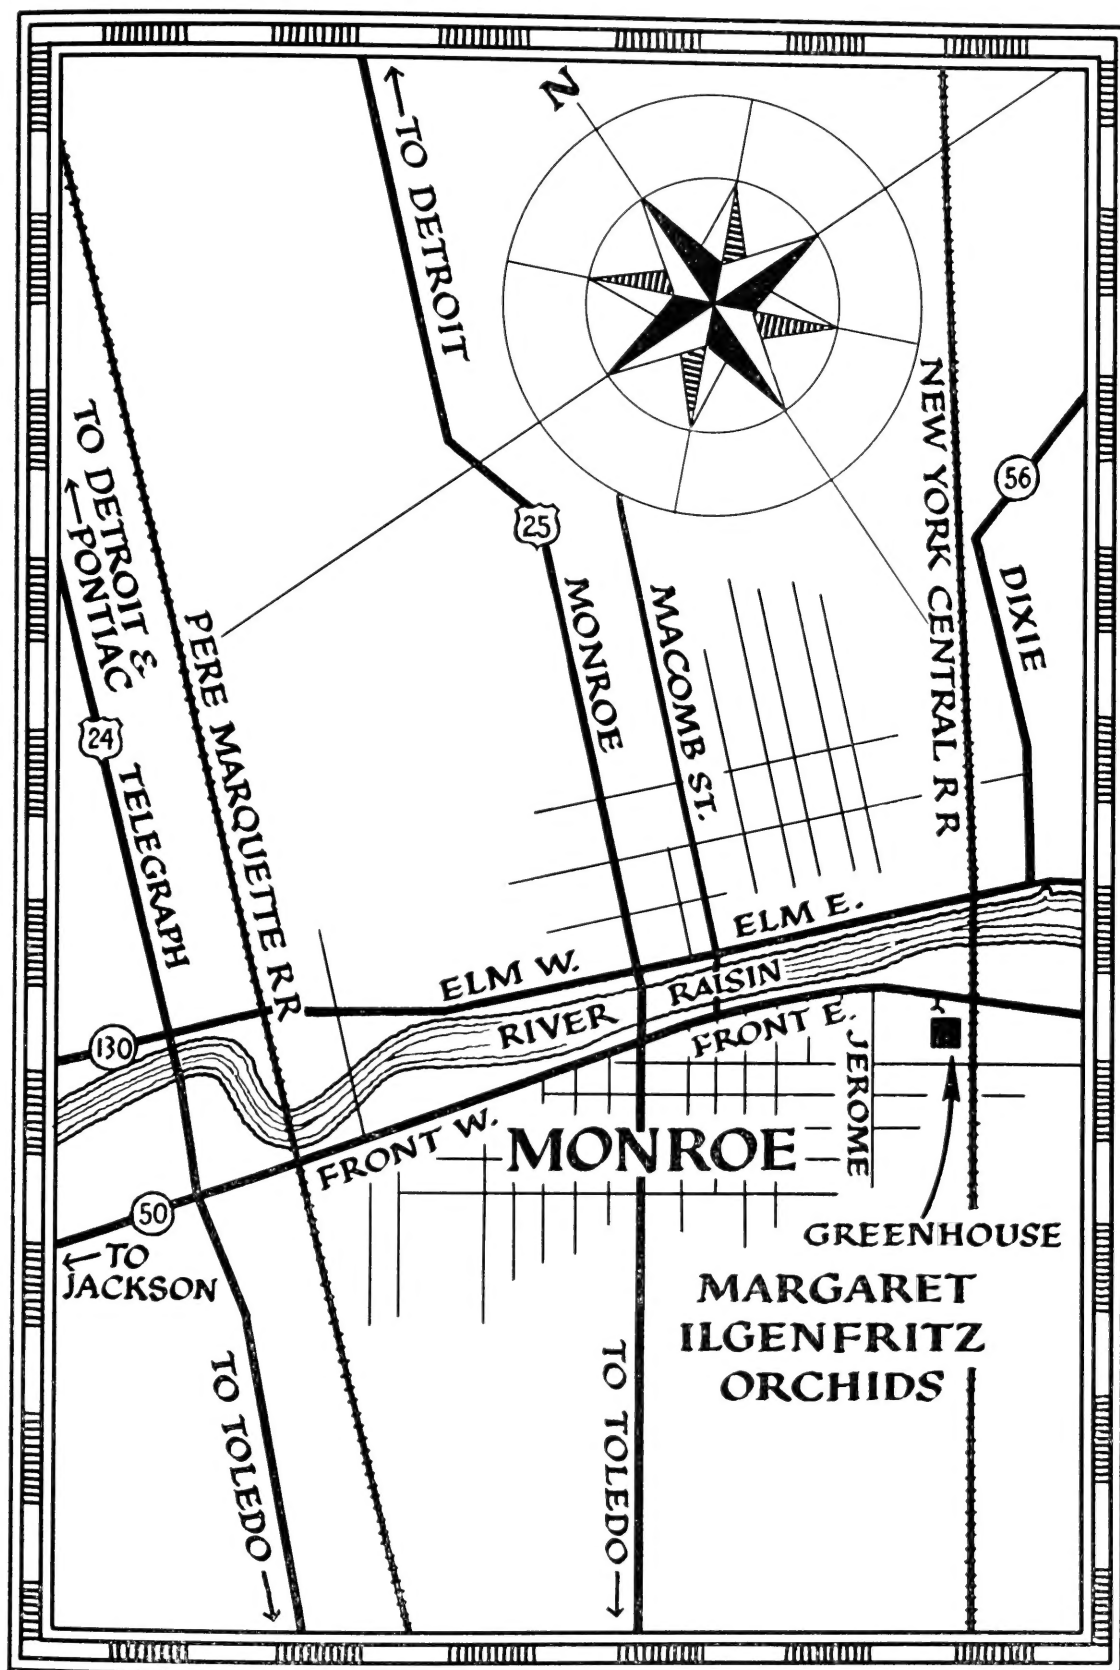 N
← TO DETROIT
NEW YORK CENTRAL R R
56
DIXIE
25
MONROE
MACOMB ST.
TO DETROIT &
← PONTIAC
PERE MARQUETTE R R
24
TELEGRAPH
ELM E.
ELM W.
RIVER RAISIN
130
FRONT E.
JEROME
FRONT W.
MONROE
50
← TO
JACKSON
GREENHOUSE
MARGARET
ILGENFRITZ
ORCHIDS
TO TOLEDO →
TO TOLEDO →